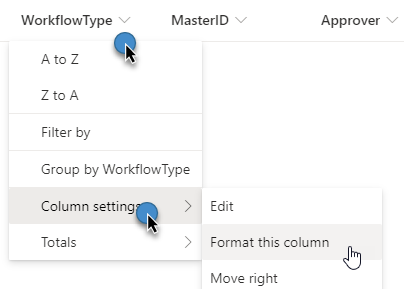 WorkflowType MasterID Approver
A to Z
Z to A
Filter by
Group by WorkflowType
Column settings
Edit
Totals
Format this column
Move right